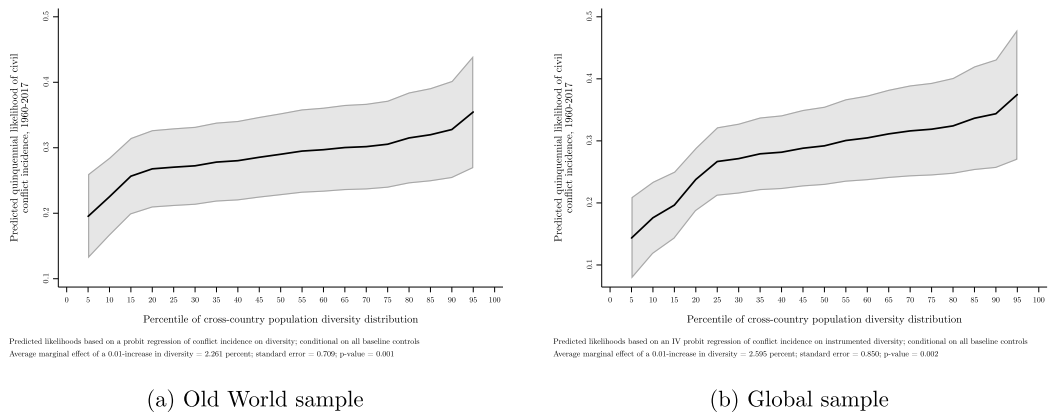 Predicted quinquennial likelihood of civil
conflict incidence, 1960-2017
0.5
0.4
0.3
0.2
0.1
0 5 10 15 20 25 30 35 40 45 50 55 60 65 70 75 80 85 90 95 100
Percentile of cross-country population diversity distribution
Predicted likelihoods based on a probit regression of conflict incidence on diversity; conditional on all baseline controls
Average marginal effect of a 0.01-increase in diversity = 2.261 percent; standard error = 0.709; p-value = 0.001
(a) Old World sample
Predicted quinquennial likelihood of civil
conflict incidence, 1960-2017
0.5
0.4
0.3
0.2
0.1
0 5 10 15 20 25 30 35 40 45 50 55 60 65 70 75 80 85 90 95 100
Percentile of cross-country population diversity distribution
Predicted likelihoods based on an IV probit regression of conflict incidence on instrumented diversity; conditional on all baseline controls
Average marginal effect of a 0.01-increase in diversity = 2.595 percent; standard error = 0.850; p-value = 0.002
(b) Global sample